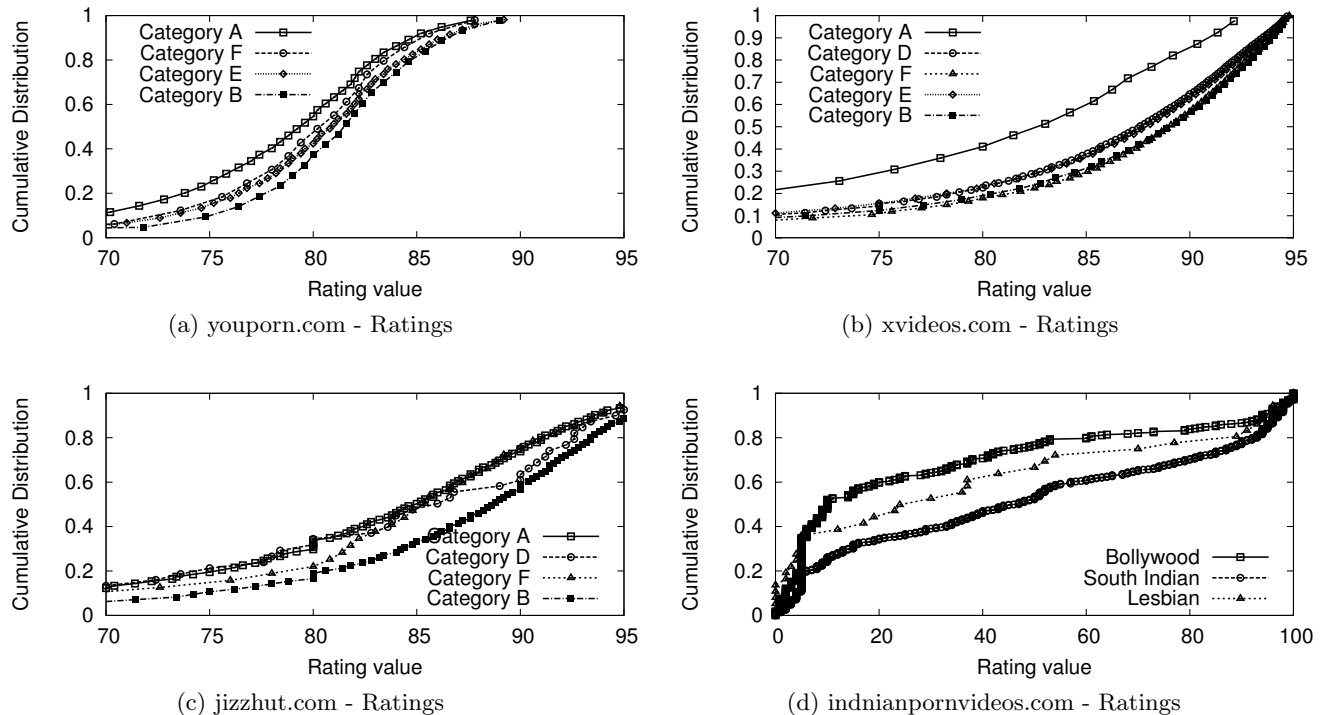 Cumulative Distribution
1
0.8
0.6
0.4
0.2
0
Category A
Category F
Category E
Category B
70 75 80 85 90 95
Rating value
(a) youporn.com - Ratings
Cumulative Distribution
1
0.9
0.8
0.7
0.6
0.5
0.4
0.3
0.2
0.1
0
Category A
Category D
Category F
Category E
Category B
70 75 80 85 90 95
Rating value
(b) xvideos.com - Ratings
Cumulative Distribution
1
0.8
0.6
0.4
0.2
0
Category A
Category D
Category F
Category B
70 75 80 85 90 95
Rating value
(c) jizzhut.com - Ratings
Cumulative Distribution
1
0.8
0.6
0.4
0.2
0
Bollywood
South Indian
Lesbian
0 20 40 60 80 100
Rating value
(d) indnianpornvideos.com - Ratings